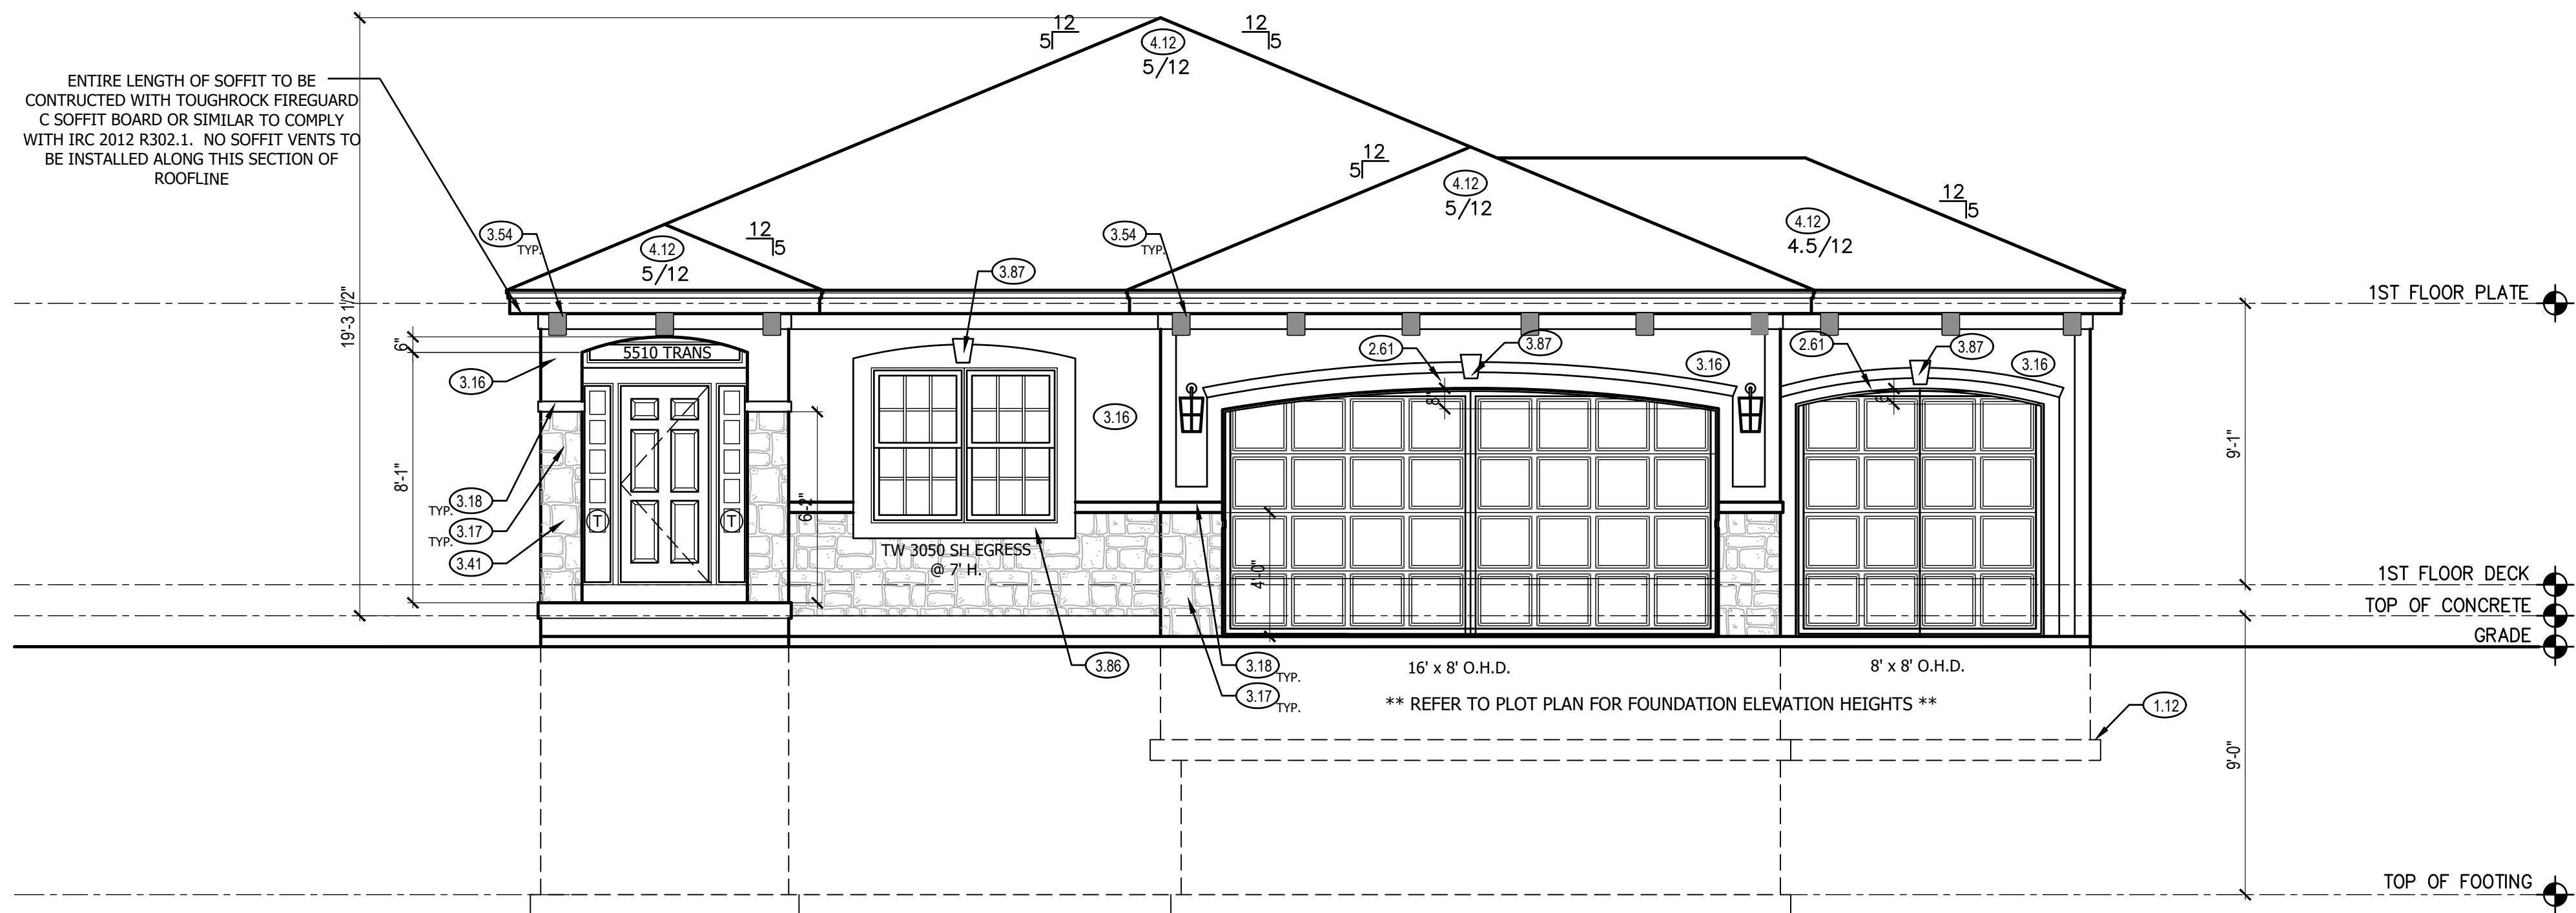 12
5
12
5
4.12
5/12
ENTIRE LENGTH OF SOFFIT TO BE
CONTRUCTED WITH TOUGHROCK FIREGUARD
C SOFFIT BOARD OR SIMILAR TO COMPLY
WITH IRC 2012 R302.1. NO SOFFIT VENTS TO
BE INSTALLED ALONG THIS SECTION OF
ROOFLINE
12
5
4.12
5/12
12
5
4.12
4.5/12
3.54
TYP.
4.12
5/12
12
5
3.54
TYP.
3.87
19'-3 1/2"
1ST FLOOR PLATE
6"
5510 TRANS
3.16
3.16
2.61
3.87
3.16
2.61
3.87
3.16
8"
6"
8'-1"
6'-2"
9'-1"
3.18
TYP.
3.17
TYP.
3.41
T
T
TW 3050 SH EGRESS
@ 7' H.
4'-0"
1ST FLOOR DECK
TOP OF CONCRETE
GRADE
3.86
3.18
TYP.
3.17
TYP.
16' x 8' O.H.D.
8' x 8' O.H.D.
** REFER TO PLOT PLAN FOR FOUNDATION ELEVATION HEIGHTS **
1.12
9'-0"
TOP OF FOOTING